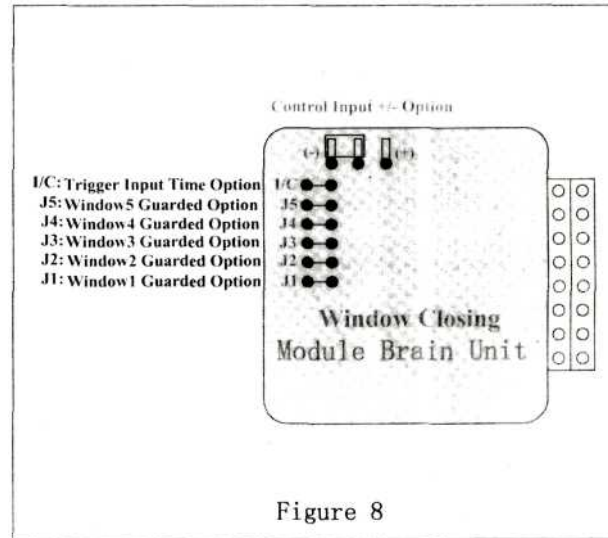 Control Input +/- Option
(-) (+)
I/C: Trigger Input Time Option I/C
J5: Window5 Guarded Option J5
J4: Window4 Guarded Option J4
J3: Window3 Guarded Option J3
J2: Window2 Guarded Option J2
J1: Window1 Guarded Option J1
Window Closing
Module Brain Unit
Figure 8